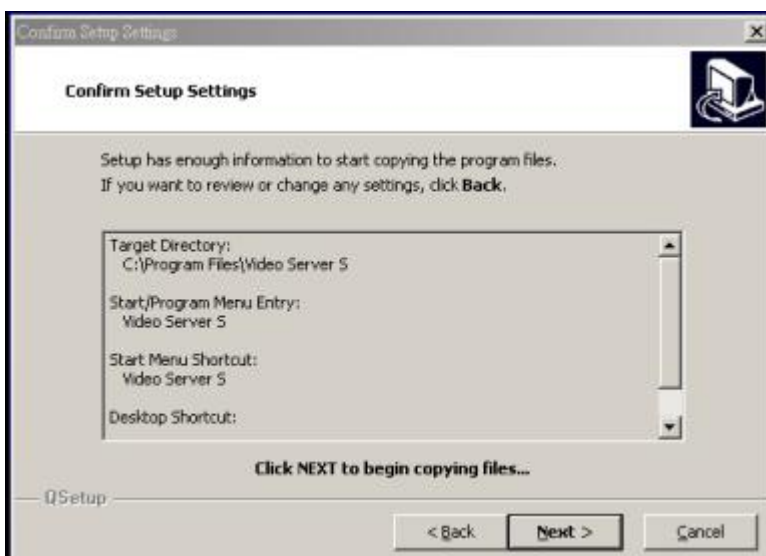 Confirm Setup Settings
Confirm Setup Settings
Setup has enough information to start copying the program files.
If you want to review or change any settings, click Back.
Target Directory:
C:\Program Files\Video Server S
Start/Program Menu Entry:
Video Server S
Start Menu Shortcut:
Video Server S
Desktop Shortcut:
Click NEXT to begin copying files...
QSetup
< Back
Next >
Cancel